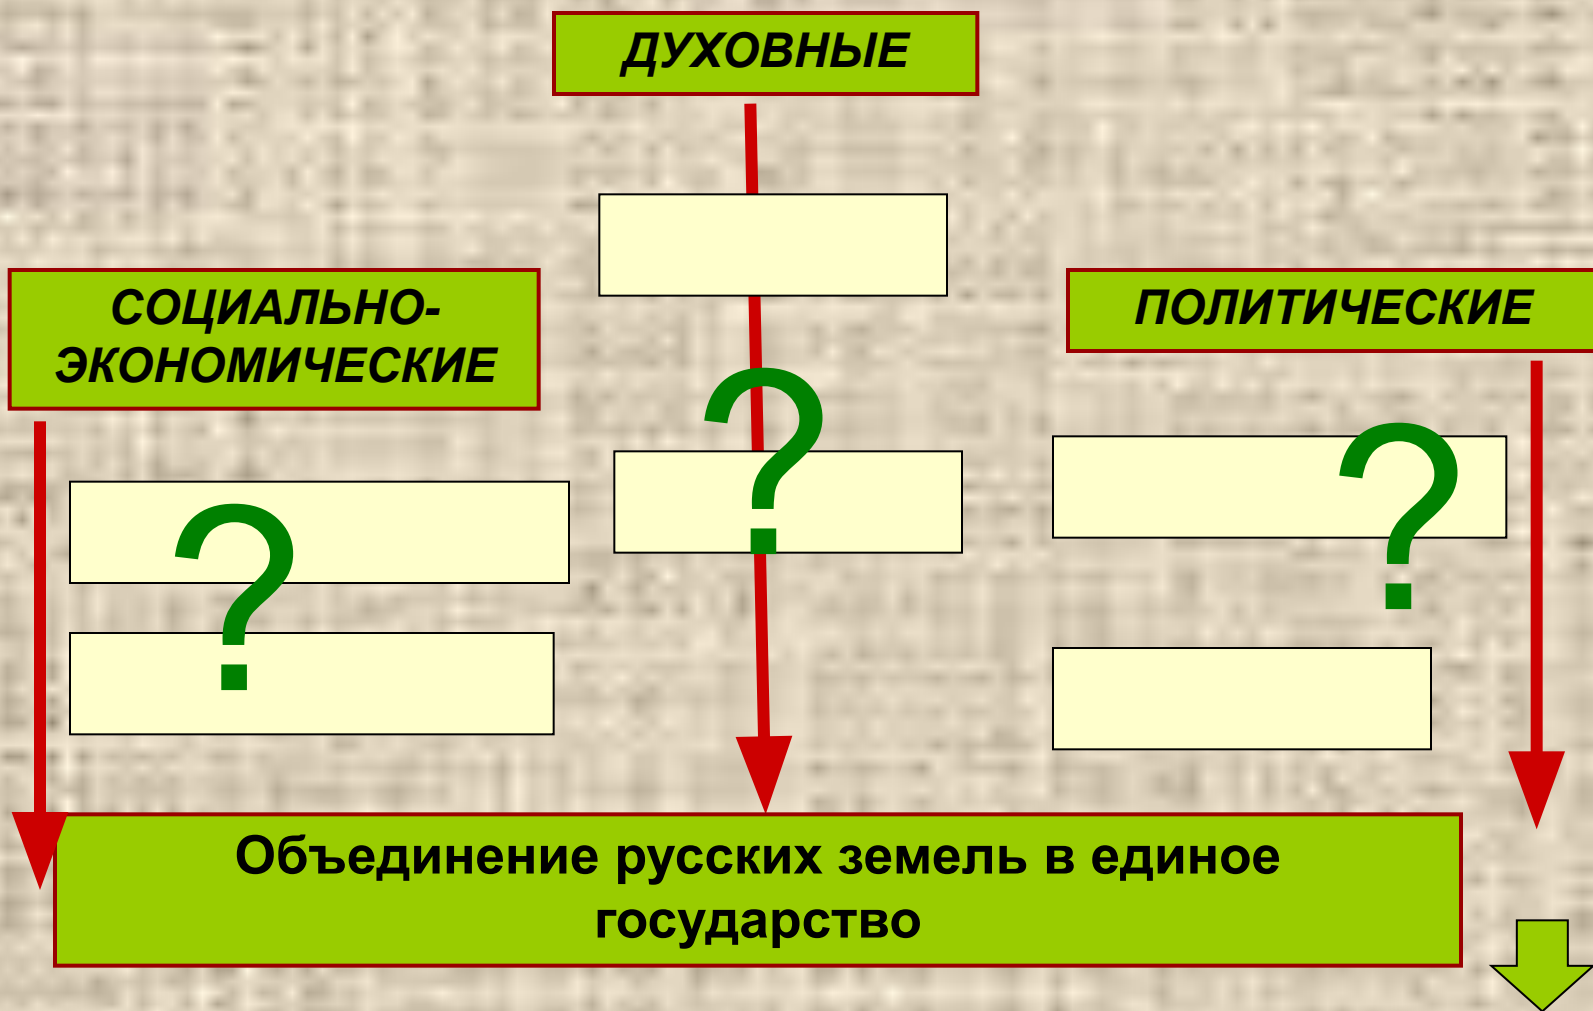 ДУХОВНЫЕ
СОЦИАЛЬНО-
ЭКОНОМИЧЕСКИЕ
ПОЛИТИЧЕСКИЕ
?
?
?
Объединение русских земель в единое
государство